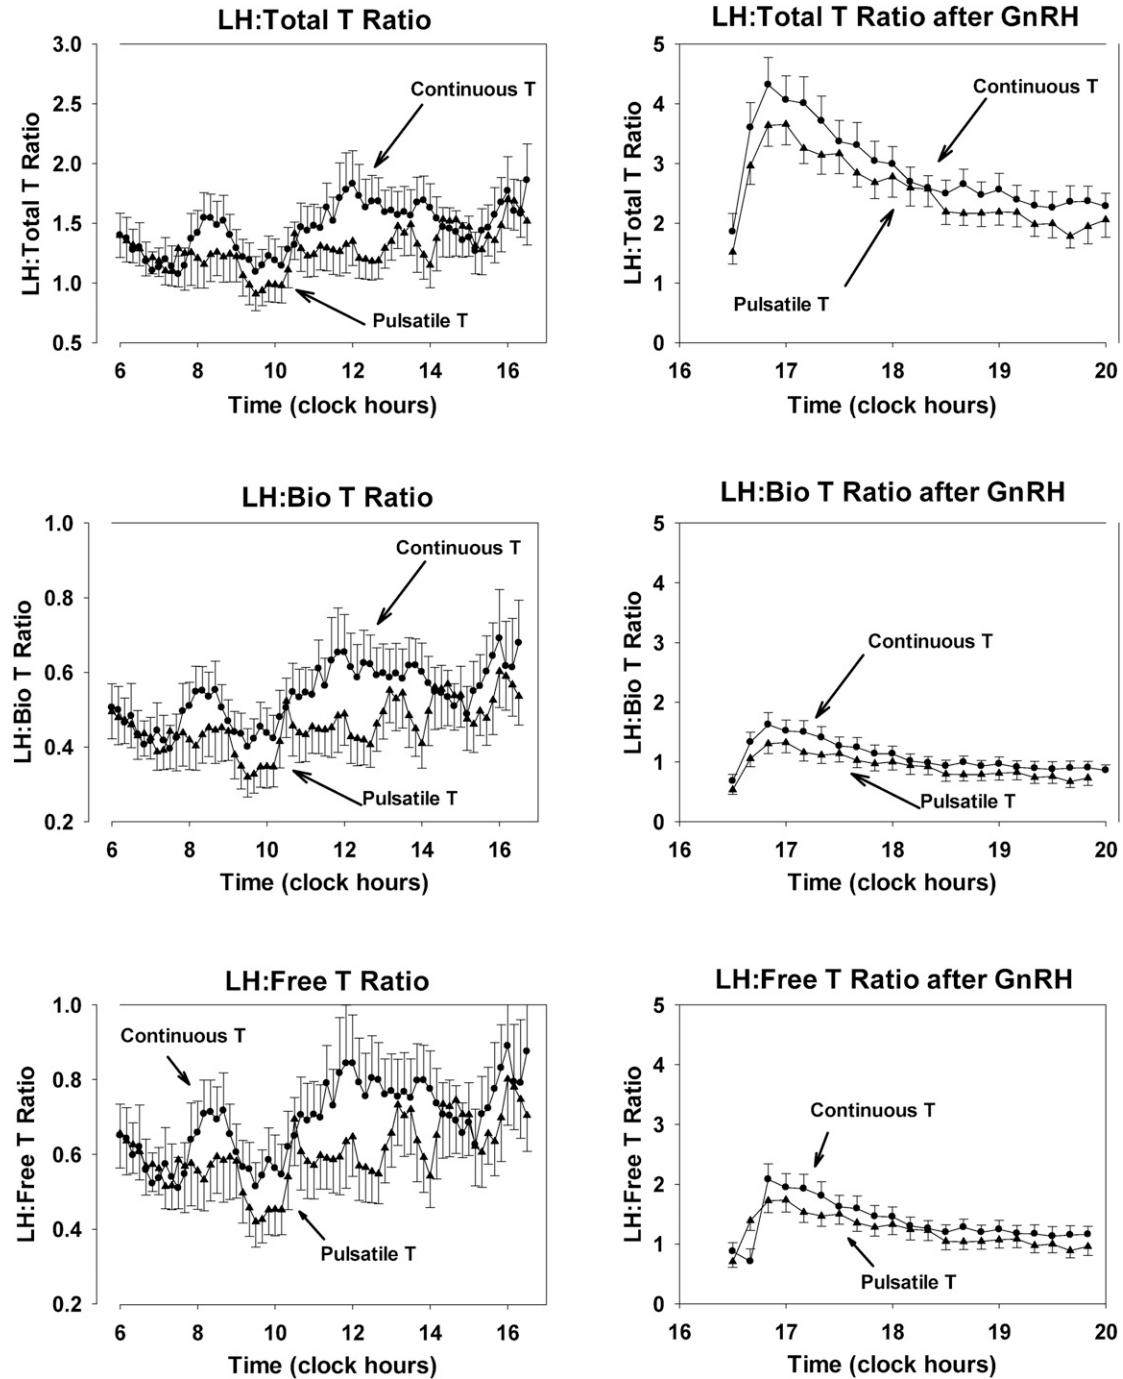 LH:Total T Ratio
3.0
2.5
2.0
1.5
1.0
0.5
LH:Total T Ratio
Continuous T
Pulsatile T
6 8 10 12 14 16
Time (clock hours)
LH:Total T Ratio after GnRH
5
4
3
2
1
0
LH:Total T Ratio
Continuous T
Pulsatile T
16 17 18 19 20
Time (clock hours)
LH:Bio T Ratio
1.0
0.8
0.6
0.4
0.2
LH:Bio T Ratio
Continuous T
Pulsatile T
6 8 10 12 14 16
Time (clock hours)
LH:Bio T Ratio after GnRH
5
4
3
2
1
0
LH:Bio T Ratio
Continuous T
Pulsatile T
16 17 18 19 20
Time (clock hours)
LH:Free T Ratio
1.0
0.8
0.6
0.4
0.2
LH:Free T Ratio
Continuous T
Pulsatile T
6 8 10 12 14 16
Time (clock hours)
LH:Free T Ratio after GnRH
5
4
3
2
1
0
LH:Free T Ratio
Continuous T
Pulsatile T
16 17 18 19 20
Time (clock hours)